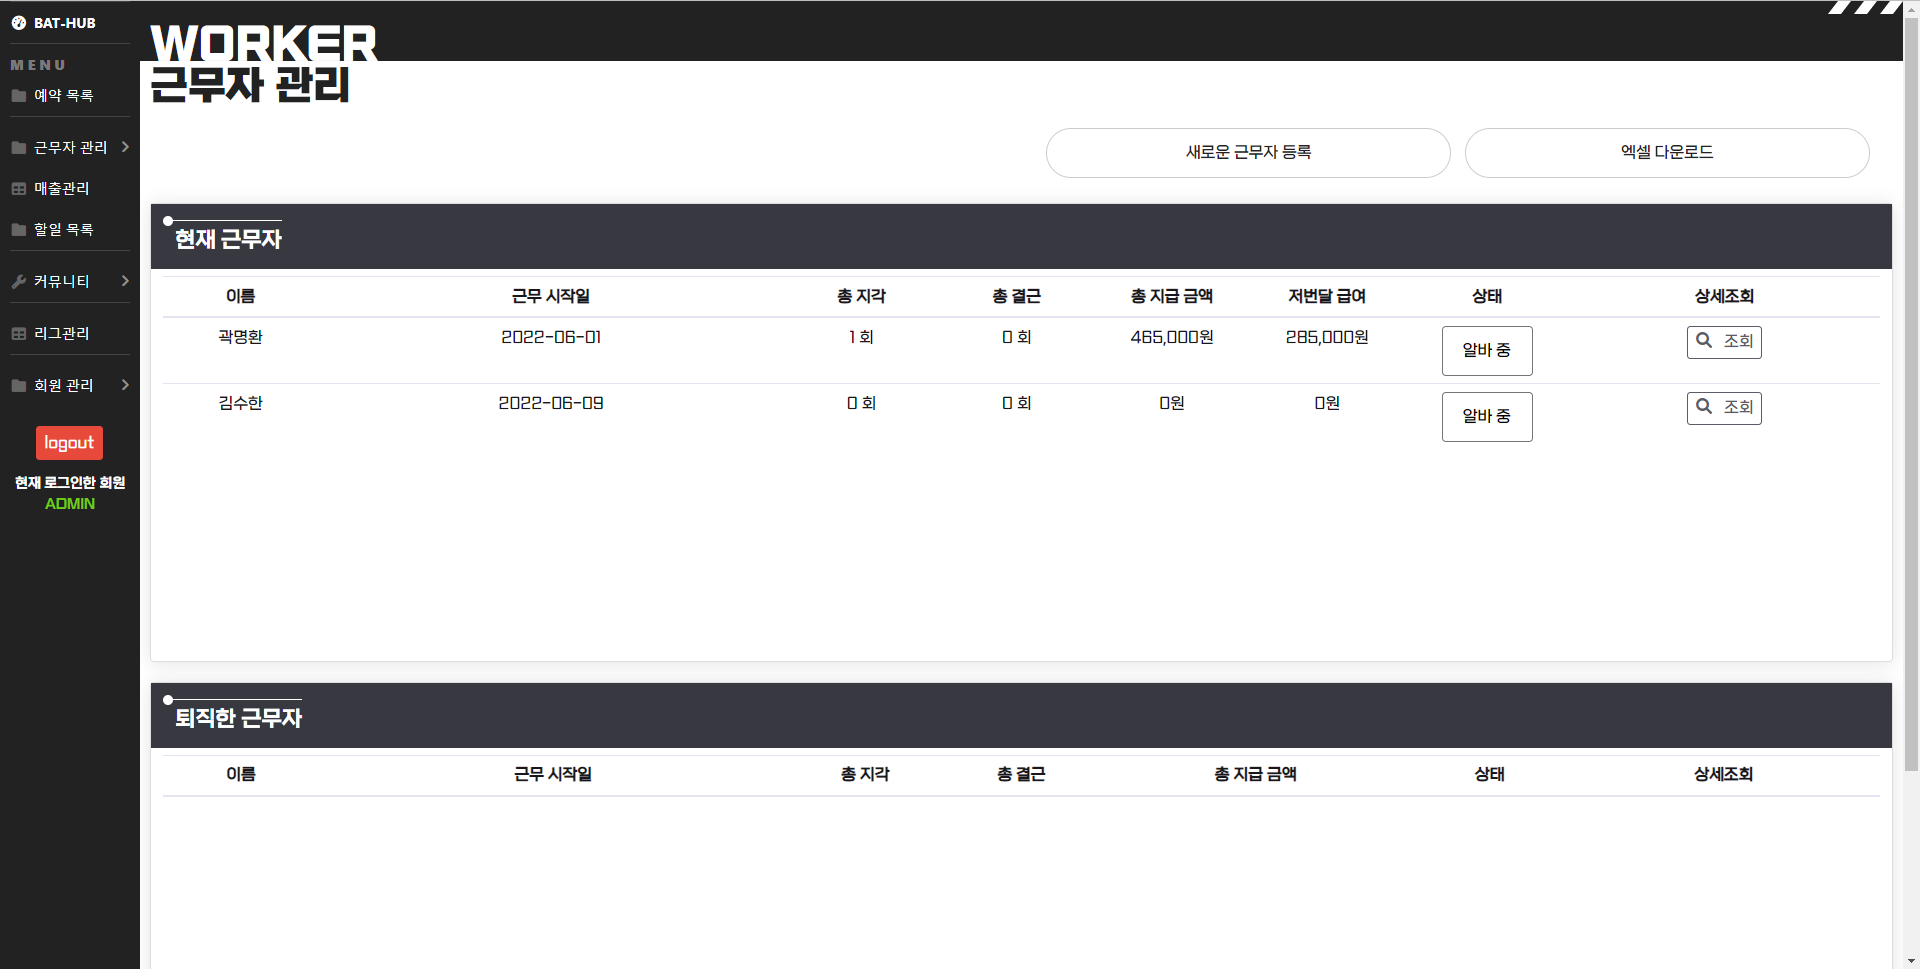 BAT-HUB
MENU
예약 목록
근무자 관리
매출관리
할일 목록
커뮤니티
리그관리
회원 관리
logout
현재 로그인한 회원
ADMIN
WORKER
근무자 관리
새로운 근무자 등록 엑셀 다운로드
현재 근무자
이름 근무 시작일 총 지각 총 결근 총 지급 금액 저번달 급여 상태 상세조회
곽명환 2022-06-01 1 회 0 회 465,000원 285,000원 알바 중 조회
김수한 2022-06-09 0 회 0 회 0원 0원 알바 중 조회
퇴직한 근무자
이름 근무 시작일 총 지각 총 결근 총 지급 금액 상태 상세조회